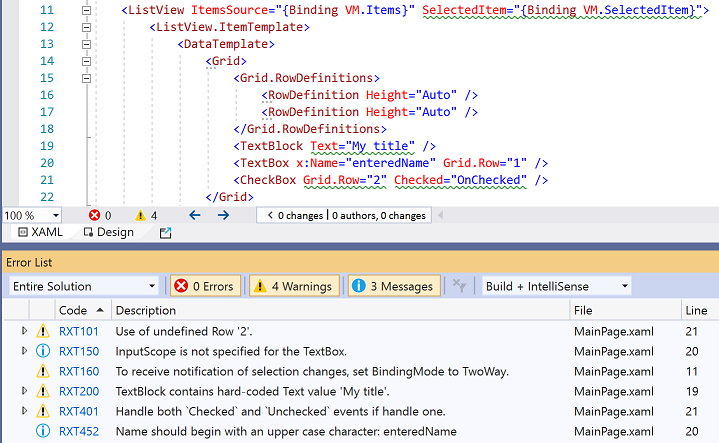 11 <ListView ItemsSource="{Binding VM.Items}" SelectedItem="{Binding VM.SelectedItem}">
12 <ListView.ItemTemplate>
13 <DataTemplate>
14 <Grid>
15 <Grid.RowDefinitions>
16 <RowDefinition Height="Auto" />
17 <RowDefinition Height="Auto" />
18 </Grid.RowDefinitions>
19 <TextBlock Text="My title" />
20 <TextBox x:Name="enteredName" Grid.Row="1" />
21 <CheckBox Grid.Row="2" Checked="OnChecked" />
22 </Grid>
100 % 0 4 0 changes | 0 authors, 0 changes
XAML Design
Error List
Entire Solution 0 Errors 4 Warnings 3 Messages Build + IntelliSense
Code Description File Line
RXT101 Use of undefined Row '2'. MainPage.xaml 21
RXT150 InputScope is not specified for the TextBox. MainPage.xaml 20
RXT160 To receive notification of selection changes, set BindingMode to TwoWay. MainPage.xaml 11
RXT200 TextBlock contains hard-coded Text value 'My title'. MainPage.xaml 19
RXT401 Handle both `Checked` and `Unchecked` events if handle one. MainPage.xaml 21
RXT452 Name should begin with an upper case character: enteredName MainPage.xaml 20